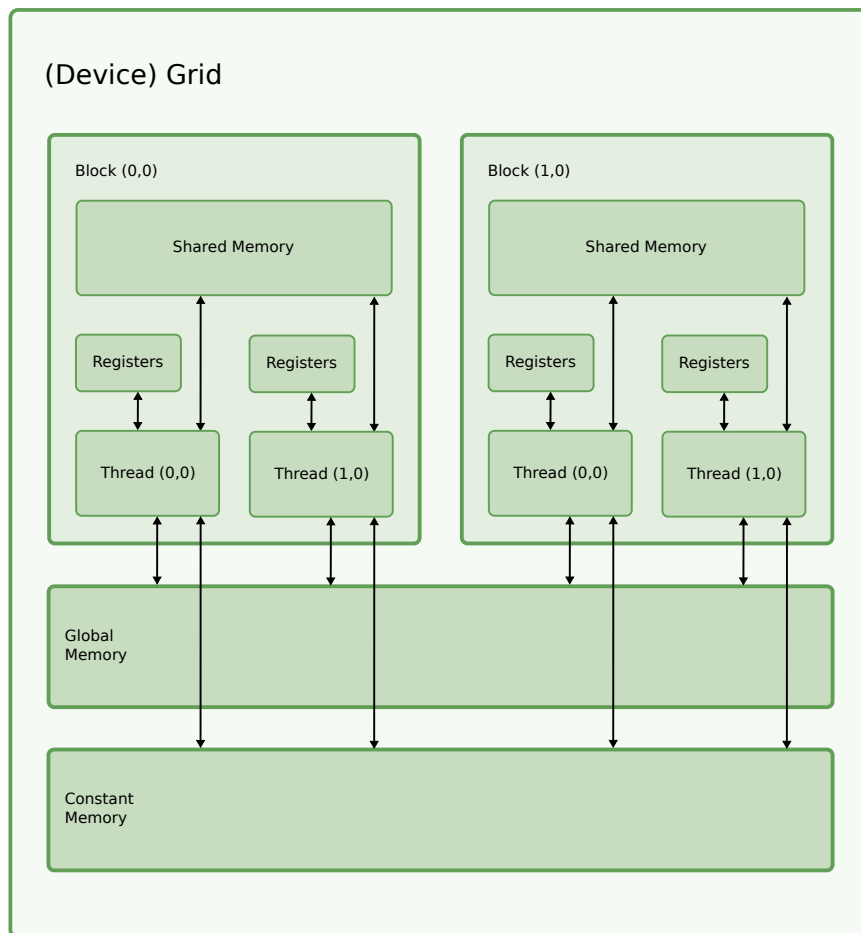 (Device) Grid
Block (0,0)
Shared Memory
Registers
Registers
Thread (0,0)
Thread (1,0)
Block (1,0)
Shared Memory
Registers
Registers
Thread (0,0)
Thread (1,0)
Global
Memory
Constant
Memory